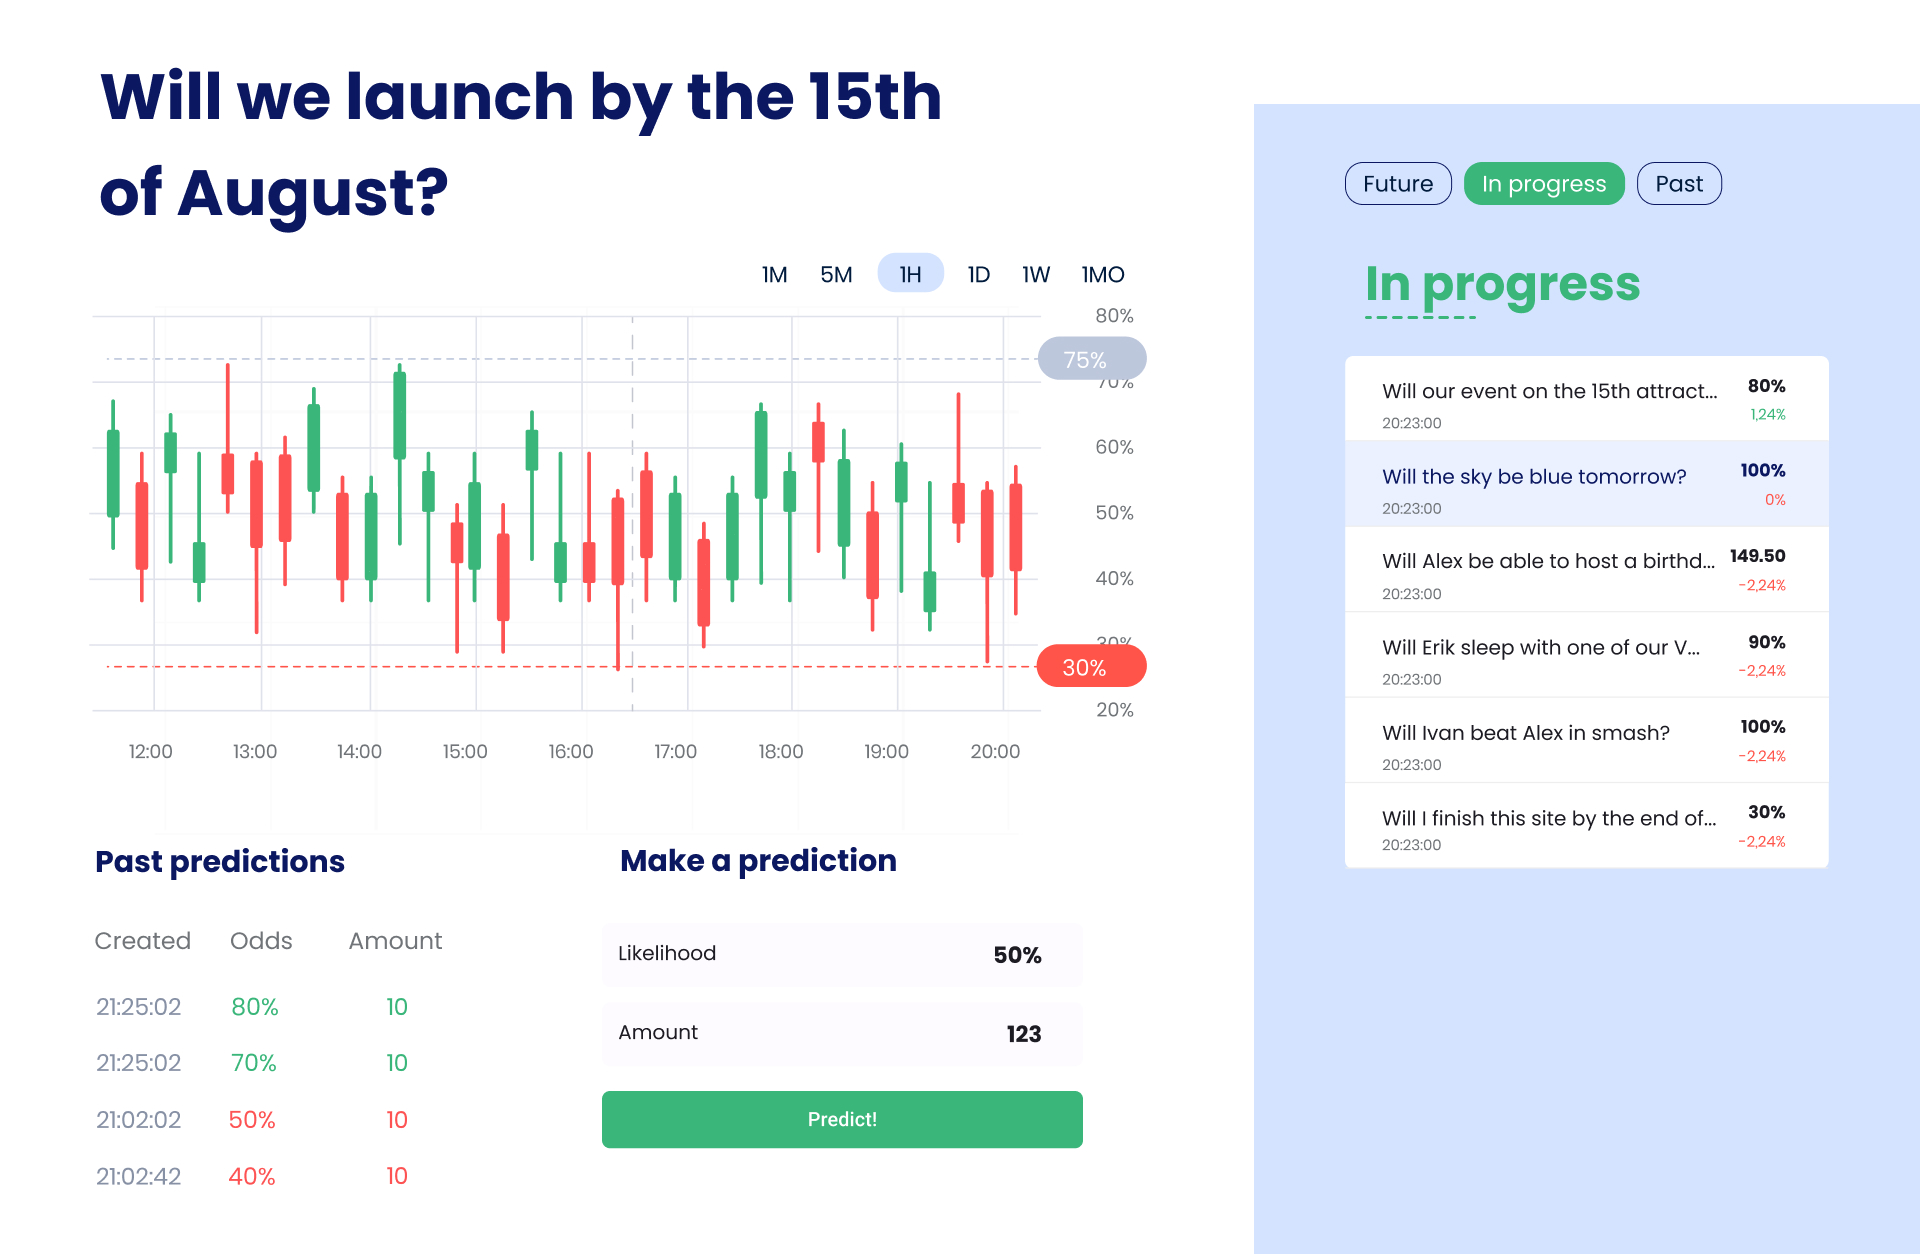 Will we launch by the 15th
of August?
1M 5M 1H 1D 1W 1MO
80%
75%
70%
60%
50%
40%
30%
30%
20%
12:00 13:00 14:00 15:00 16:00 17:00 18:00 19:00 20:00
Past predictions
Created Odds Amount
21:25:02 80% 10
21:25:02 70% 10
21:02:02 50% 10
21:02:42 40% 10
Make a prediction
Likelihood 50%
Amount 123
Predict!
Future In progress Past
In progress
Will our event on the 15th attract... 80%
20:23:00 1,24%
Will the sky be blue tomorrow? 100%
20:23:00 0%
Will Alex be able to host a birthd... 149.50
20:23:00 -2,24%
Will Erik sleep with one of our V... 90%
20:23:00 -2,24%
Will Ivan beat Alex in smash? 100%
20:23:00 -2,24%
Will I finish this site by the end of... 30%
20:23:00 -2,24%